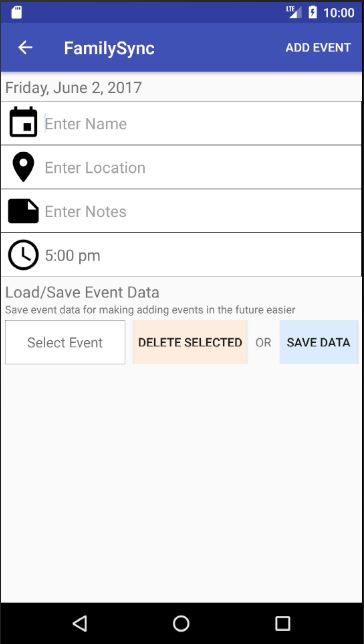 LTE 10:00
FamilySync ADD EVENT
Friday, June 2, 2017
Enter Name
Enter Location
Enter Notes
5:00 pm
Load/Save Event Data
Save event data for making adding events in the future easier
Select Event DELETE SELECTED OR SAVE DATA